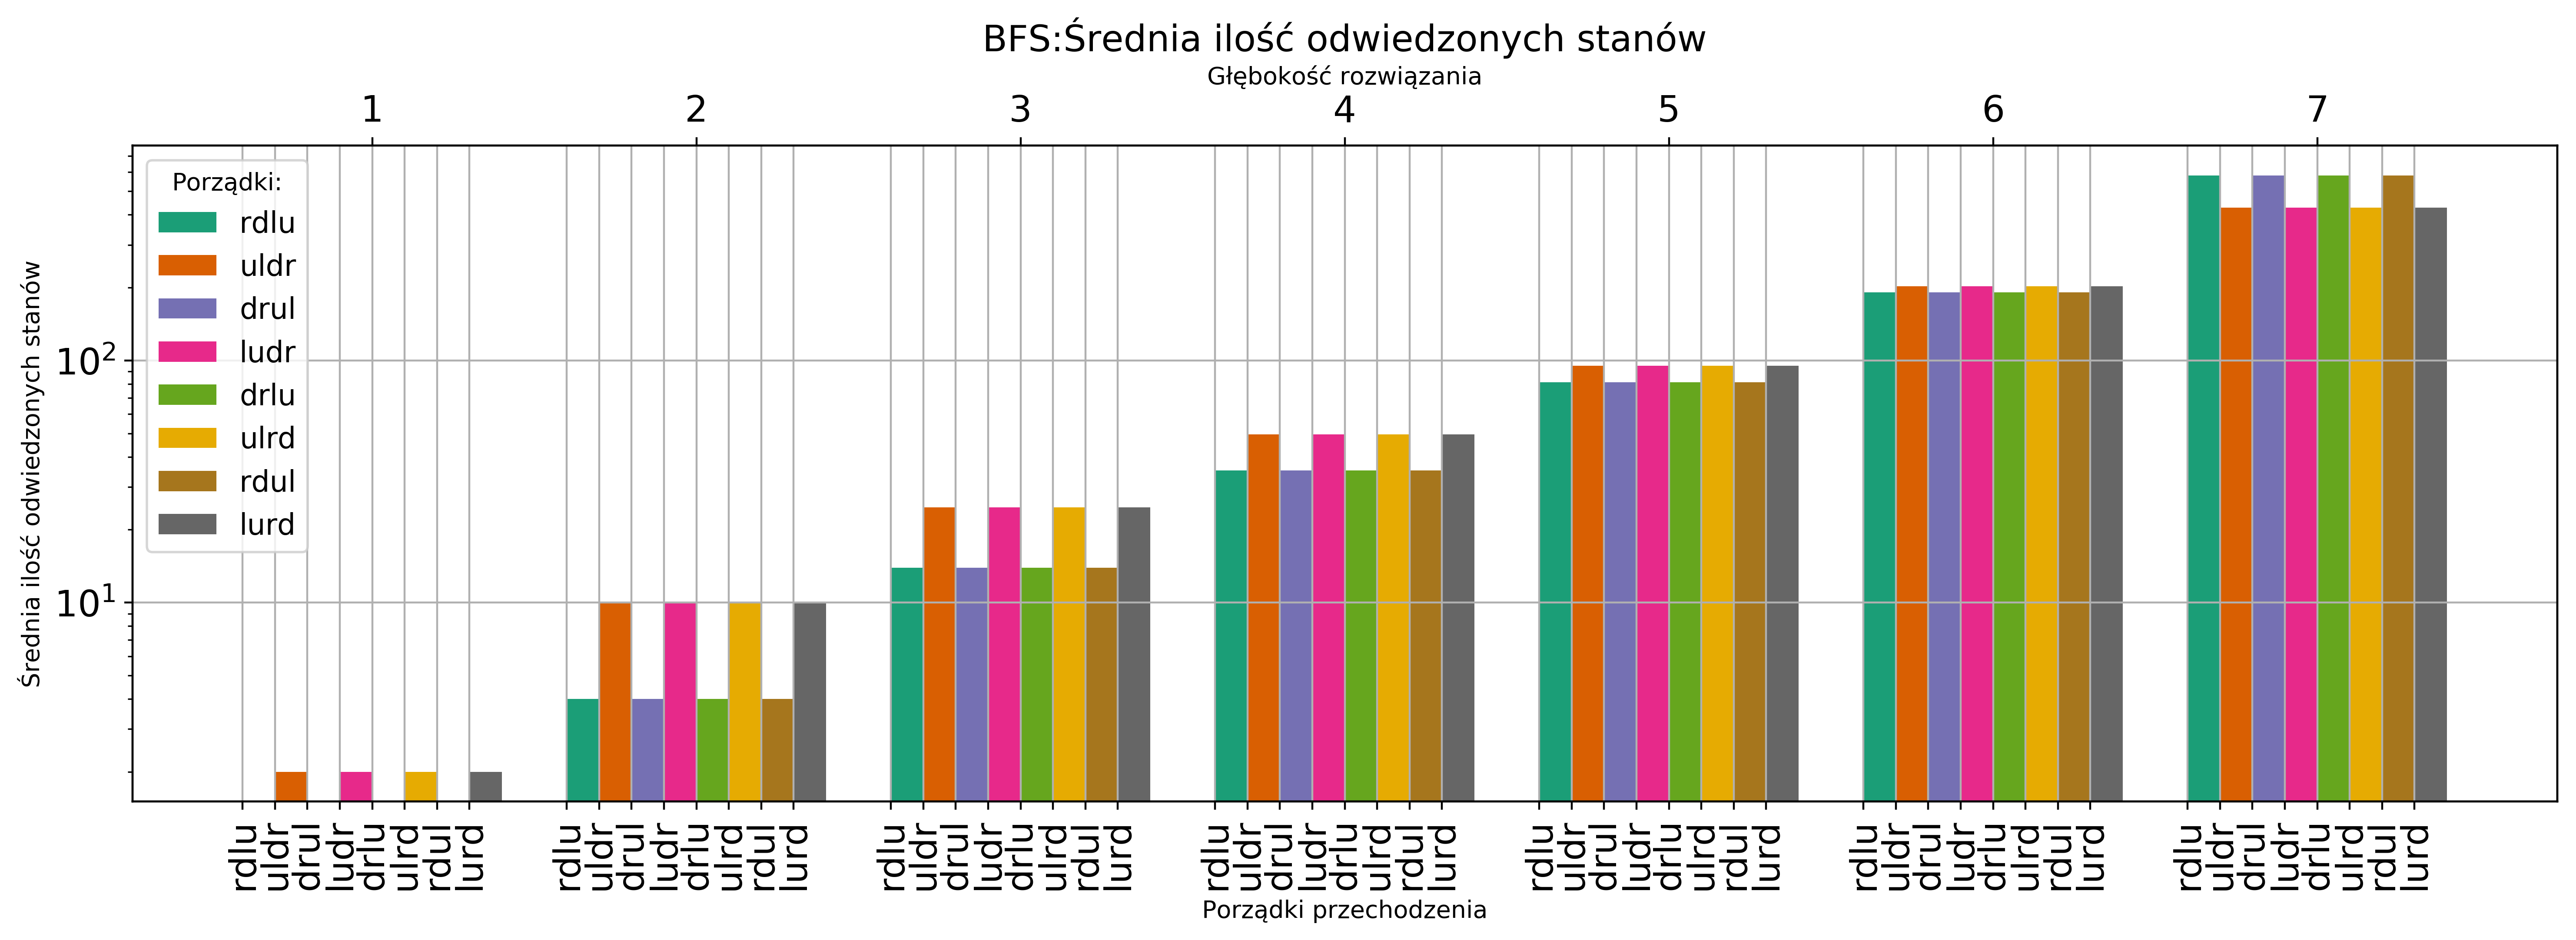 BFS:Średnia ilość odwiedzonych stanów
Głębokość rozwiązania
1 2 3 4 5 6 7
Średnia ilość odwiedzonych stanów
10²
10¹
Porządki:
rdlu
uldr
drul
ludr
drlu
ulrd
rdul
lurd
rdlu uldr drul ludr drlu ulrd rdul lurd rdlu uldr drul ludr drlu ulrd rdul lurd rdlu uldr drul ludr drlu ulrd rdul lurd rdlu uldr drul ludr drlu ulrd rdul lurd rdlu uldr drul ludr drlu ulrd rdul lurd rdlu uldr drul ludr drlu ulrd rdul lurd rdlu uldr drul ludr drlu ulrd rdul lurd
Porządki przechodzenia